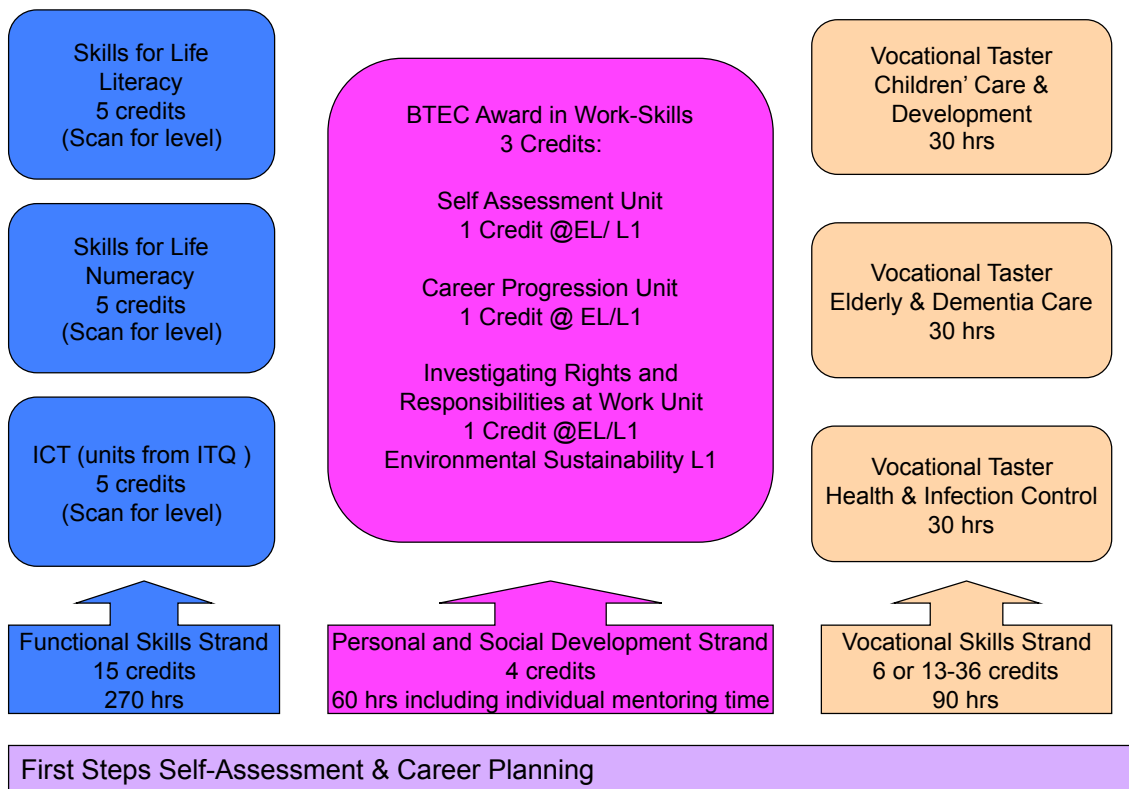 Skills for Life
Literacy
5 credits
(Scan for level)
Skills for Life
Numeracy
5 credits
(Scan for level)
ICT (units from ITQ )
5 credits
(Scan for level)
Functional Skills Strand
15 credits
270 hrs
BTEC Award in Work-Skills
3 Credits:
Self Assessment Unit
1 Credit @EL/ L1
Career Progression Unit
1 Credit @ EL/L1
Investigating Rights and
Responsibilities at Work Unit
1 Credit @EL/L1
Environmental Sustainability L1
Personal and Social Development Strand
4 credits
60 hrs including individual mentoring time
Vocational Taster
Children’ Care &
Development
30 hrs
Vocational Taster
Elderly & Dementia Care
30 hrs
Vocational Taster
Health & Infection Control
30 hrs
Vocational Skills Strand
6 or 13-36 credits
90 hrs
First Steps Self-Assessment & Career Planning